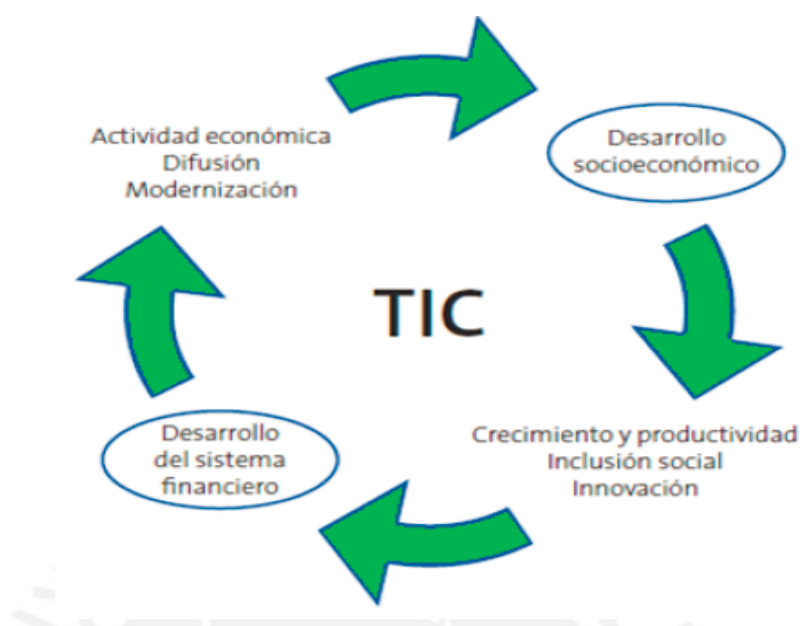 Actividad económica
Difusión
Modernización
Desarrollo
socioeconómico
TIC
Desarrollo
del sistema
financiero
Crecimiento y productividad
Inclusión social
Innovación